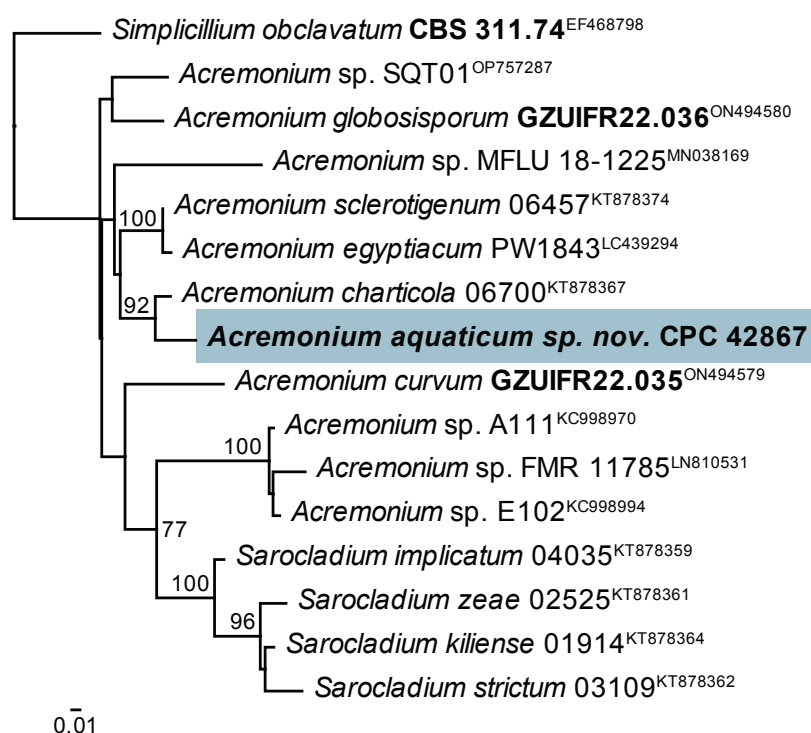 Simplicillium obclavatum CBS 311.74EF468798
Acremonium sp. SQT01OP757287
Acremonium globosisporum GZUIFR22.036ON494580
Acremonium sp. MFLU 18-1225MN038169
100
Acremonium sclerotigenum 06457KT878374
Acremonium egyptiacum PW1843LC439294
92
Acremonium charticola 06700KT878367
Acremonium aquaticum sp. nov. CPC 42867
Acremonium curvum GZUIFR22.035ON494579
100
Acremonium sp. A111KC998970
Acremonium sp. FMR 11785LN810531
Acremonium sp. E102KC998994
77
Sarocladium implicatum 04035KT878359
100
Sarocladium zeae 02525KT878361
96
Sarocladium kiliense 01914KT878364
Sarocladium strictum 03109KT878362
0.01